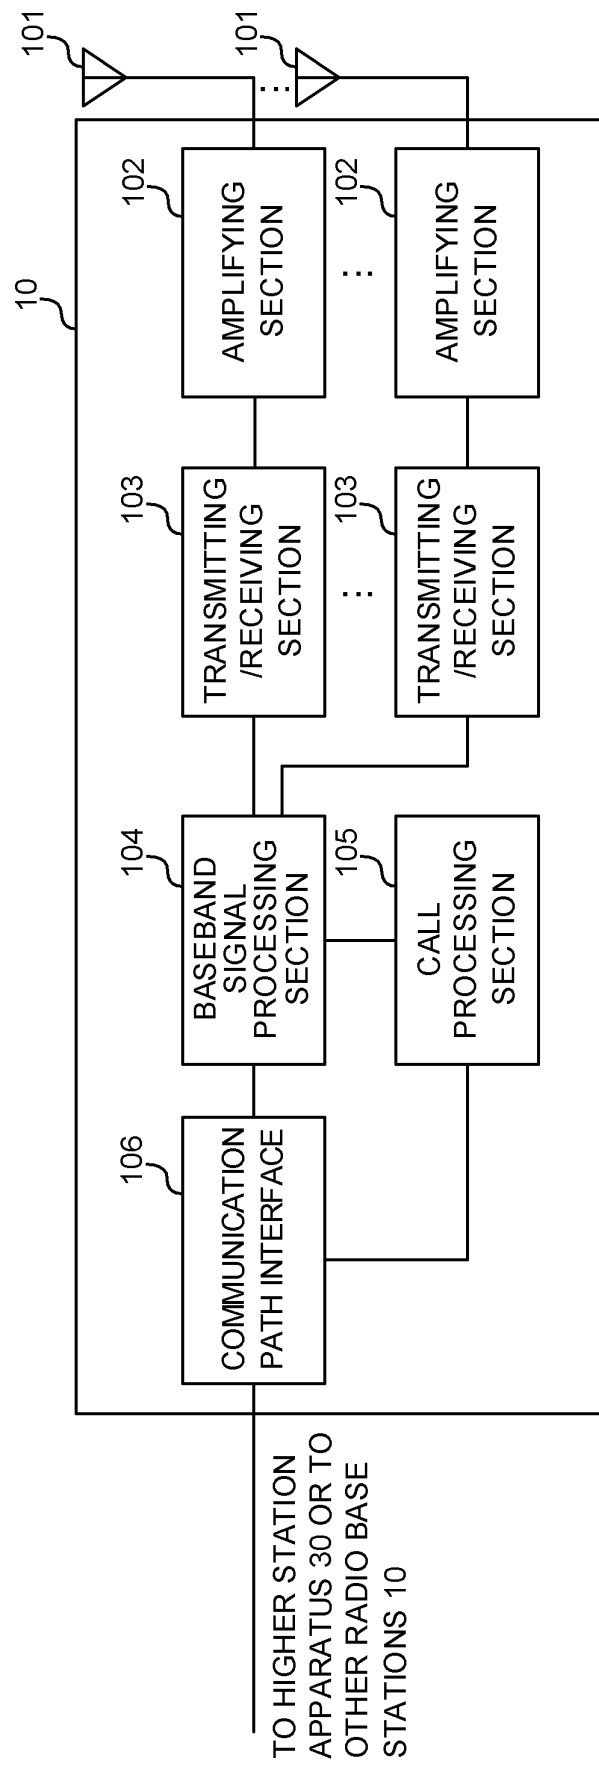 10
101
101
106
COMMUNICATION
PATH INTERFACE
104
BASEBAND
SIGNAL
PROCESSING
SECTION
103
TRANSMITTING
/RECEIVING
SECTION
102
AMPLIFYING
SECTION
...
...
...
105
CALL
PROCESSING
SECTION
103
TRANSMITTING
/RECEIVING
SECTION
102
AMPLIFYING
SECTION
TO HIGHER STATION
APPARATUS 30 OR TO
OTHER RADIO BASE
STATIONS 10